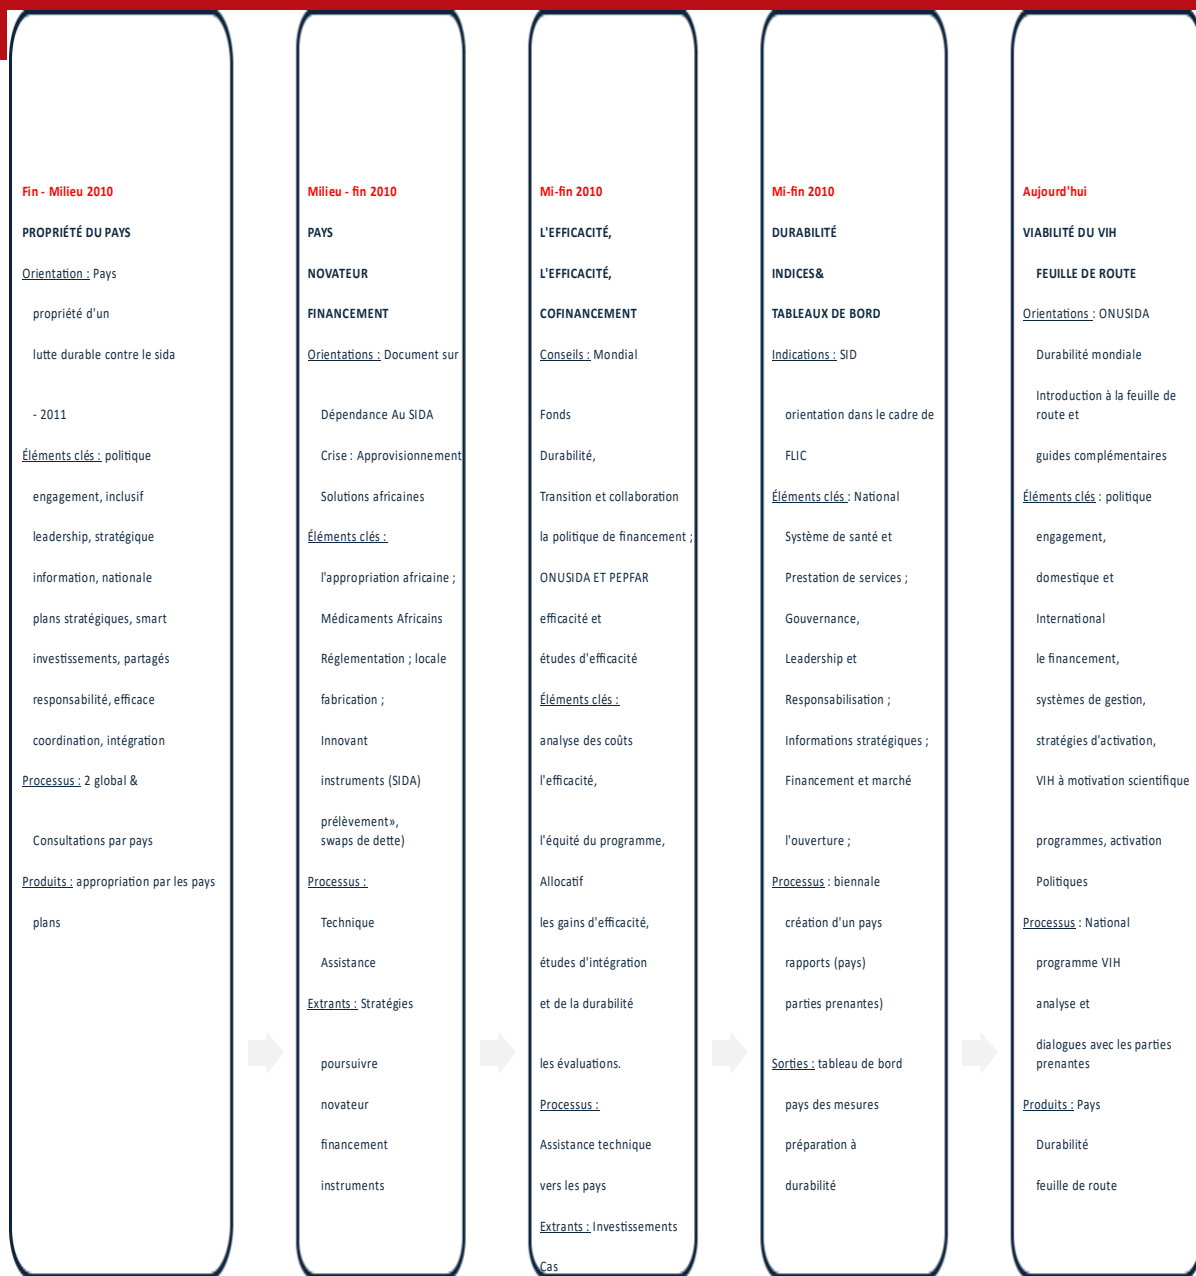 Fin - Milieu 2010
PROPRIÉTÉ DU PAYS
Orientation : Pays
propriété d'un
lutte durable contre le sida
- 2011
Éléments clés : politique
engagement, inclusif
leadership, stratégique
information, nationale
plans stratégiques, smart
investissements, partagés
responsabilité, efficace
coordination, intégration
Processus : 2 global &
Consultations par pays
Produits : appropriation par les pays
plans
Milieu - fin 2010
PAYS
NOVATEUR
FINANCEMENT
Orientations : Document sur
Dépendance Au SIDA
Crise : Approvisionnement
Solutions africaines
Éléments clés :
l'appropriation africaine ;
Médicaments Africains
Réglementation ; locale
fabrication ;
Innovant
instruments (SIDA)
prélèvement»,
swaps de dette)
Processus :
Technique
Assistance
Extrants : Stratégies
poursuivre
novateur
financement
instruments
Mi-fin 2010
L'EFFICACITÉ,
L'EFFICACITÉ,
COFINANCEMENT
Conseils : Mondial
Fonds
Durabilité,
Transition et collaboration
la politique de financement ;
ONUSIDA ET PEPFAR
efficacité et
études d'efficacité
Éléments clés :
analyse des coûts
l'efficacité,
l'équité du programme,
Allocatif
les gains d'efficacité,
études d'intégration
et de la durabilité
les évaluations.
Processus :
Assistance technique
vers les pays
Extrants : Investissements
Cas
Mi-fin 2010
DURABILITÉ
INDICES&
TABLEAUX DE BORD
Indications : SID
orientation dans le cadre de
FLIC
Éléments clés : National
Système de santé et
Prestation de services ;
Gouvernance,
Leadership et
Responsabilisation ;
Informations stratégiques ;
Financement et marché
l'ouverture ;
Processus : biennale
création d'un pays
rapports (pays)
parties prenantes)
Sorties : tableau de bord
pays des mesures
préparation à
durabilité
Aujourd'hui
VIABILITÉ DU VIH
FEUILLE DE ROUTE
Orientations : ONUSIDA
Durabilité mondiale
Introduction à la feuille de
route et
guides complémentaires
Éléments clés : politique
engagement,
domestique et
International
le financement,
systèmes de gestion,
stratégies d'activation,
VIH à motivation scientifique
programmes, activation
Politiques
Processus : National
programme VIH
analyse et
dialogues avec les parties
prenantes
Produits : Pays
Durabilité
feuille de route